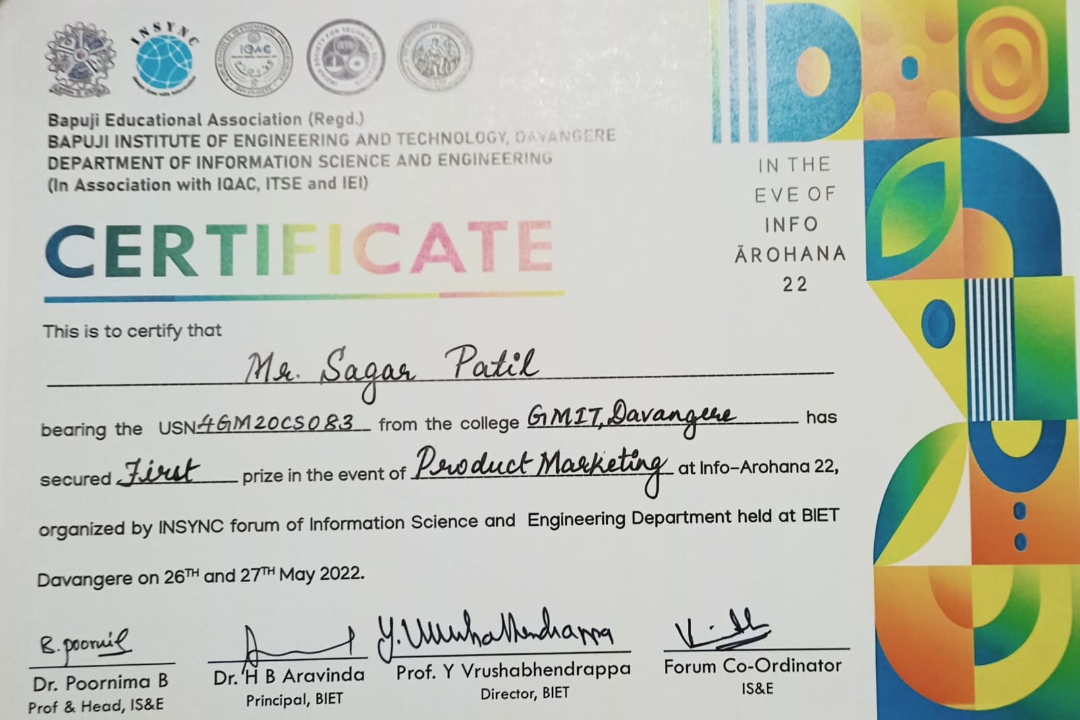 INSYNC
IQAC
Bapuji Educational Association (Regd.)
BAPUJI INSTITUTE OF ENGINEERING AND TECHNOLOGY, DAVANGERE
DEPARTMENT OF INFORMATION SCIENCE AND ENGINEERING
(In Association with IQAC, ITSE and IEI)
IN THE
EVE OF
INFO
ĀROHANA
22
CERTIFICATE
This is to certify that
Mr. Sagar Patil
bearing the USN 4GM20CS083 from the college GMIT, Davangere has
secured First prize in the event of Product Marketing at Info-Arohana 22,
organized by INSYNC forum of Information Science and Engineering Department held at BIET
Davangere on 26TH and 27TH May 2022.
B. poornil
Y. Vrushabhendrappa
Dr. Poornima B
Prof & Head, IS&E
Dr. H B Aravinda
Principal, BIET
Prof. Y Vrushabhendrappa
Director, BIET
Forum Co-Ordinator
IS&E